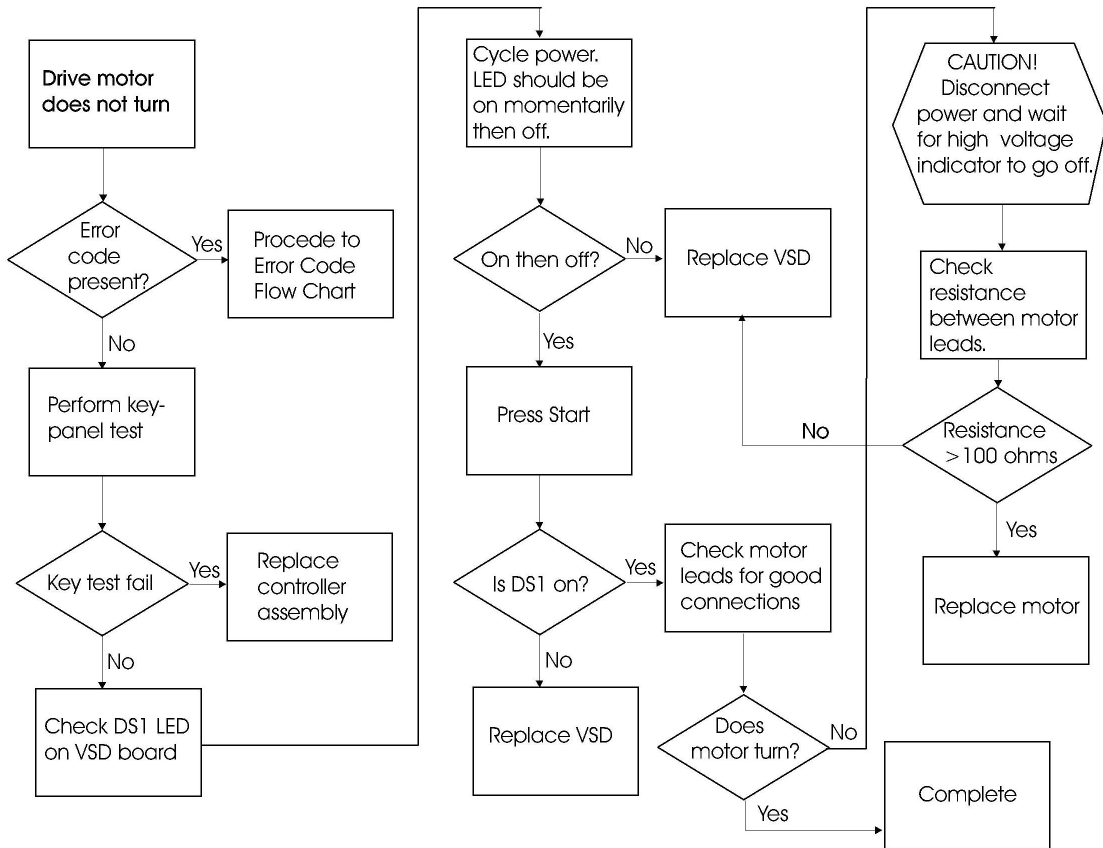 Drive motor
does not turn
Error
code
present?
Yes
Procede to
Error Code
Flow Chart
No
Perform key-
panel test
Key test fail
Yes
Replace
controller
assembly
No
Check DS1 LED
on VSD board
Cycle power.
LED should be
on momentarily
then off.
On then off?
No
Replace VSD
Yes
Press Start
Is DS1 on?
Yes
Check motor
leads for good
connections
No
Replace VSD
Does
motor turn?
No
Yes
Complete
CAUTION!
Disconnect
power and wait
for high voltage
indicator to go off.
Check
resistance
between motor
leads.
Resistance
>100 ohms
No
Yes
Replace motor